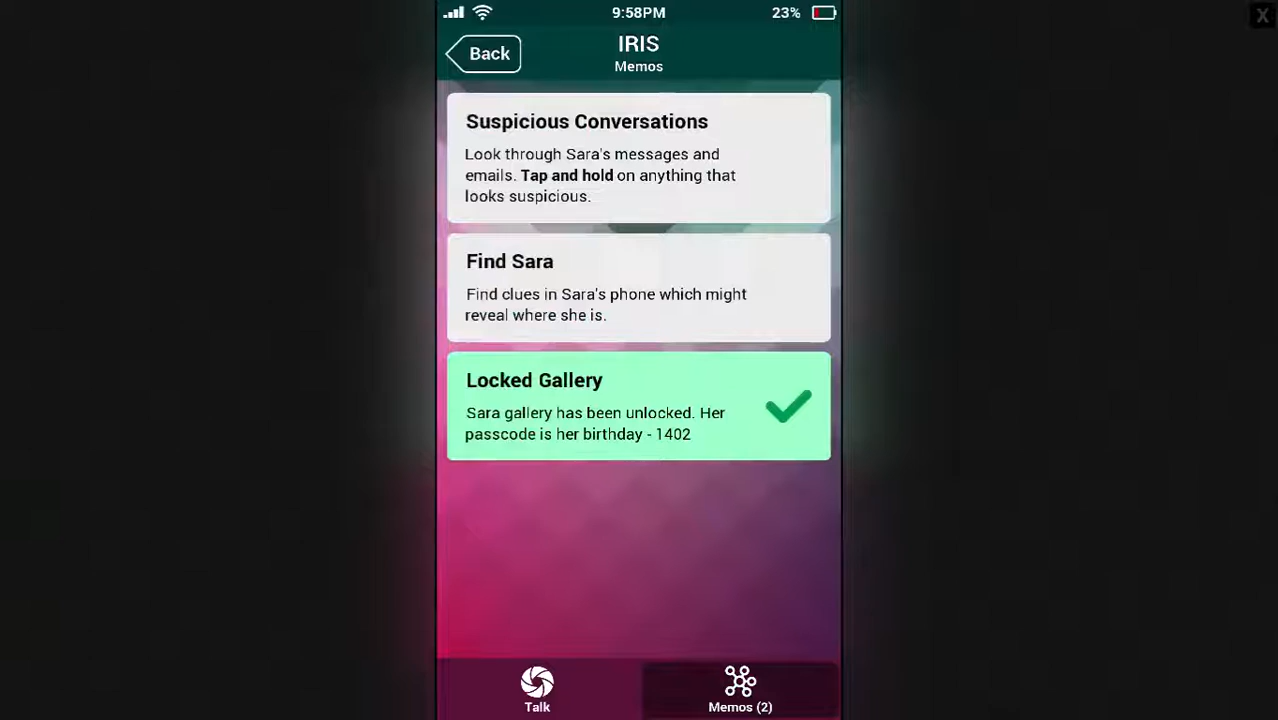 9:58PM
23%
X
Back
IRIS
Memos
Suspicious Conversations
Look through Sara's messages and
emails. Tap and hold on anything that
looks suspicious.
Find Sara
Find clues in Sara's phone which might
reveal where she is.
Locked Gallery
Sara gallery has been unlocked. Her
passcode is her birthday - 1402
Talk
Memos (2)